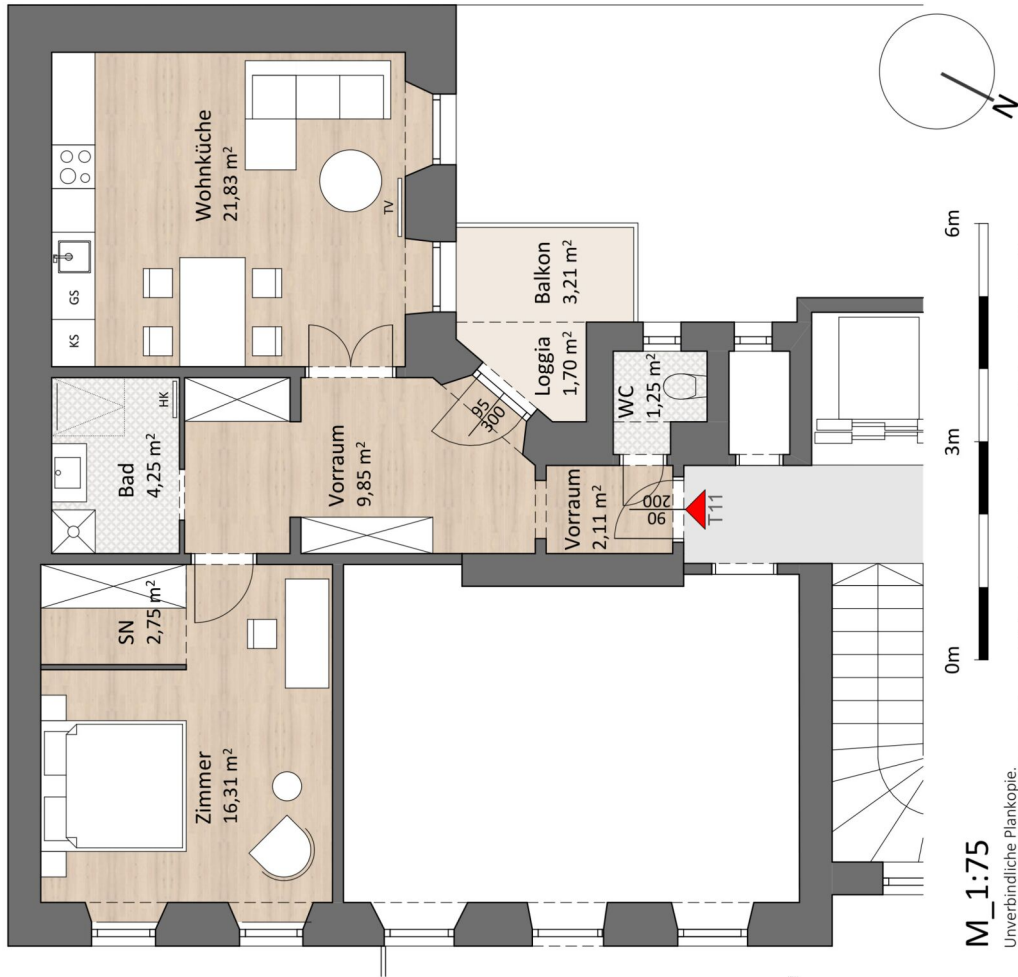 Wohnküche
21,83 m²
TV
GS
KS
Balkon
3,21 m²
Loggia
1,70 m²
HK
Bad
4,25 m²
Vorraum
9,85 m²
95
300
WC
1,25 m²
Vorraum
2,11 m²
90
200
T11
SN
2,75 m²
Zimmer
16,31 m²
N
0m
3m
6m
M_1:75
Unverbindliche Plankopie.